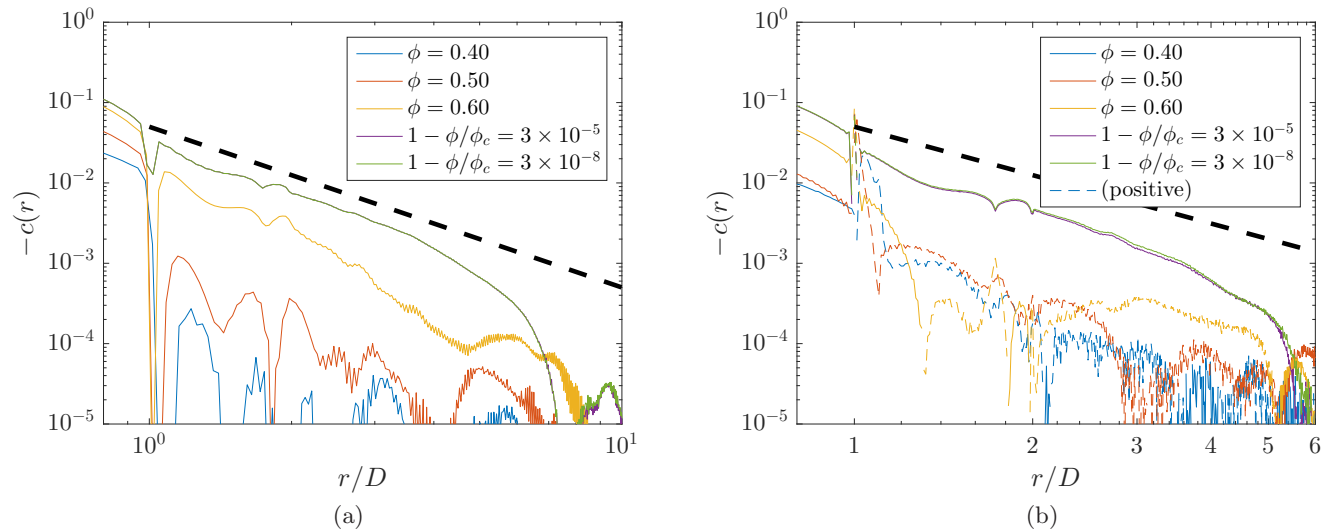 10^0
10^{-1}
10^{-2}
10^{-3}
10^{-4}
10^{-5}
−c(r)
ϕ = 0.40
ϕ = 0.50
ϕ = 0.60
1 − ϕ/ϕ_c = 3 × 10^{-5}
1 − ϕ/ϕ_c = 3 × 10^{-8}
10^0
10^1
r/D
(a)
10^0
10^{-1}
10^{-2}
10^{-3}
10^{-4}
10^{-5}
−c(r)
ϕ = 0.40
ϕ = 0.50
ϕ = 0.60
1 − ϕ/ϕ_c = 3 × 10^{-5}
1 − ϕ/ϕ_c = 3 × 10^{-8}
(positive)
1 2 3 4 5 6
r/D
(b)